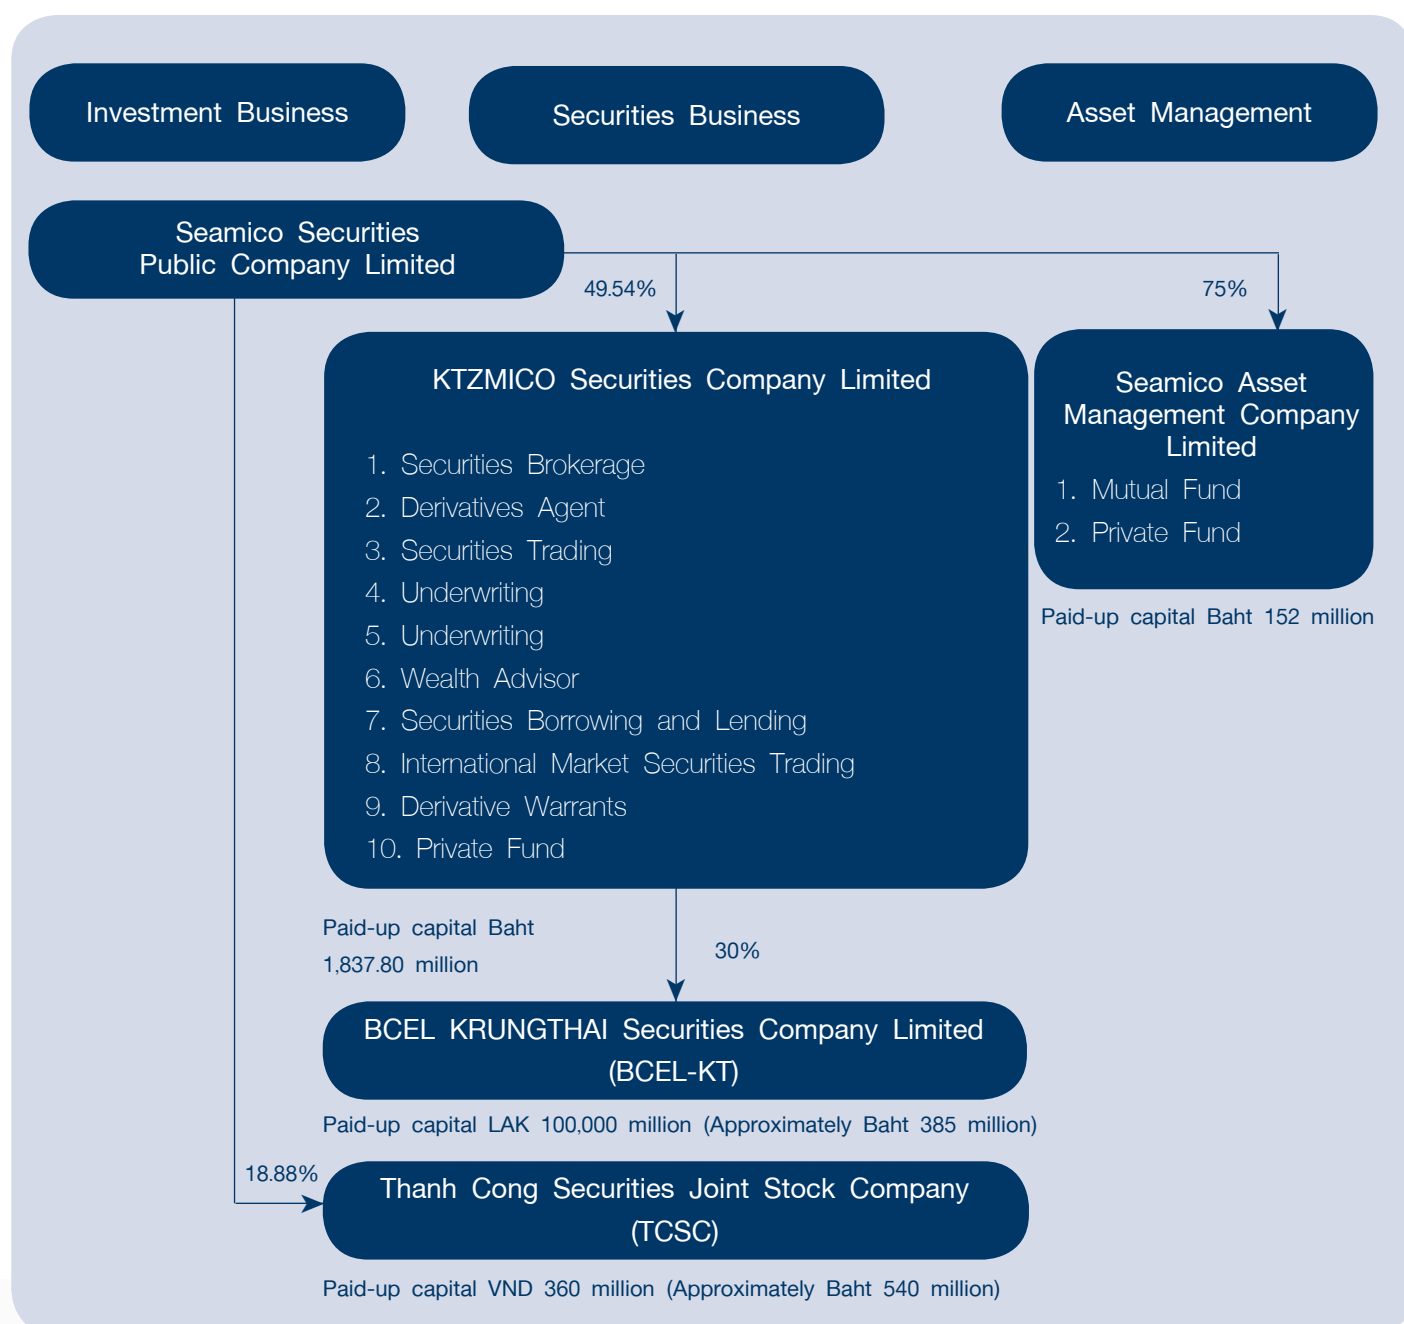 Investment Business
Securities Business
Asset Management
Seamico Securities
Public Company Limited
49.54%
75%
KTZMICO Securities Company Limited
1. Securities Brokerage
2. Derivatives Agent
3. Securities Trading
4. Underwriting
5. Underwriting
6. Wealth Advisor
7. Securities Borrowing and Lending
8. International Market Securities Trading
9. Derivative Warrants
10. Private Fund
Seamico Asset
Management Company
Limited
1. Mutual Fund
2. Private Fund
Paid-up capital Baht 152 million
Paid-up capital Baht
1,837.80 million
30%
BCEL KRUNGTHAI Securities Company Limited
(BCEL-KT)
Paid-up capital LAK 100,000 million (Approximately Baht 385 million)
18.88%
Thanh Cong Securities Joint Stock Company
(TCSC)
Paid-up capital VND 360 million (Approximately Baht 540 million)